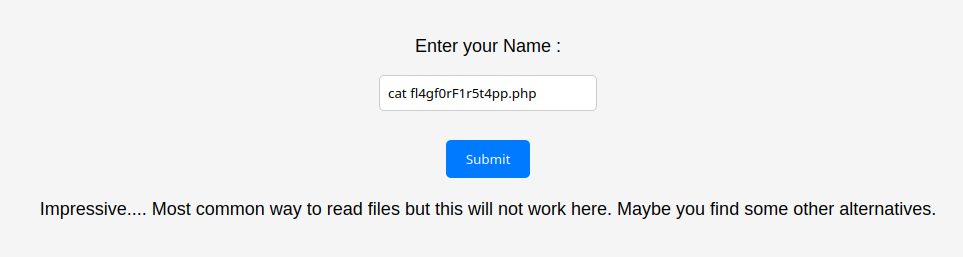 Enter your Name :
cat fl4gf0rF1r5t4pp.php
Submit
Impressive.... Most common way to read files but this will not work here. Maybe you find some other alternatives.